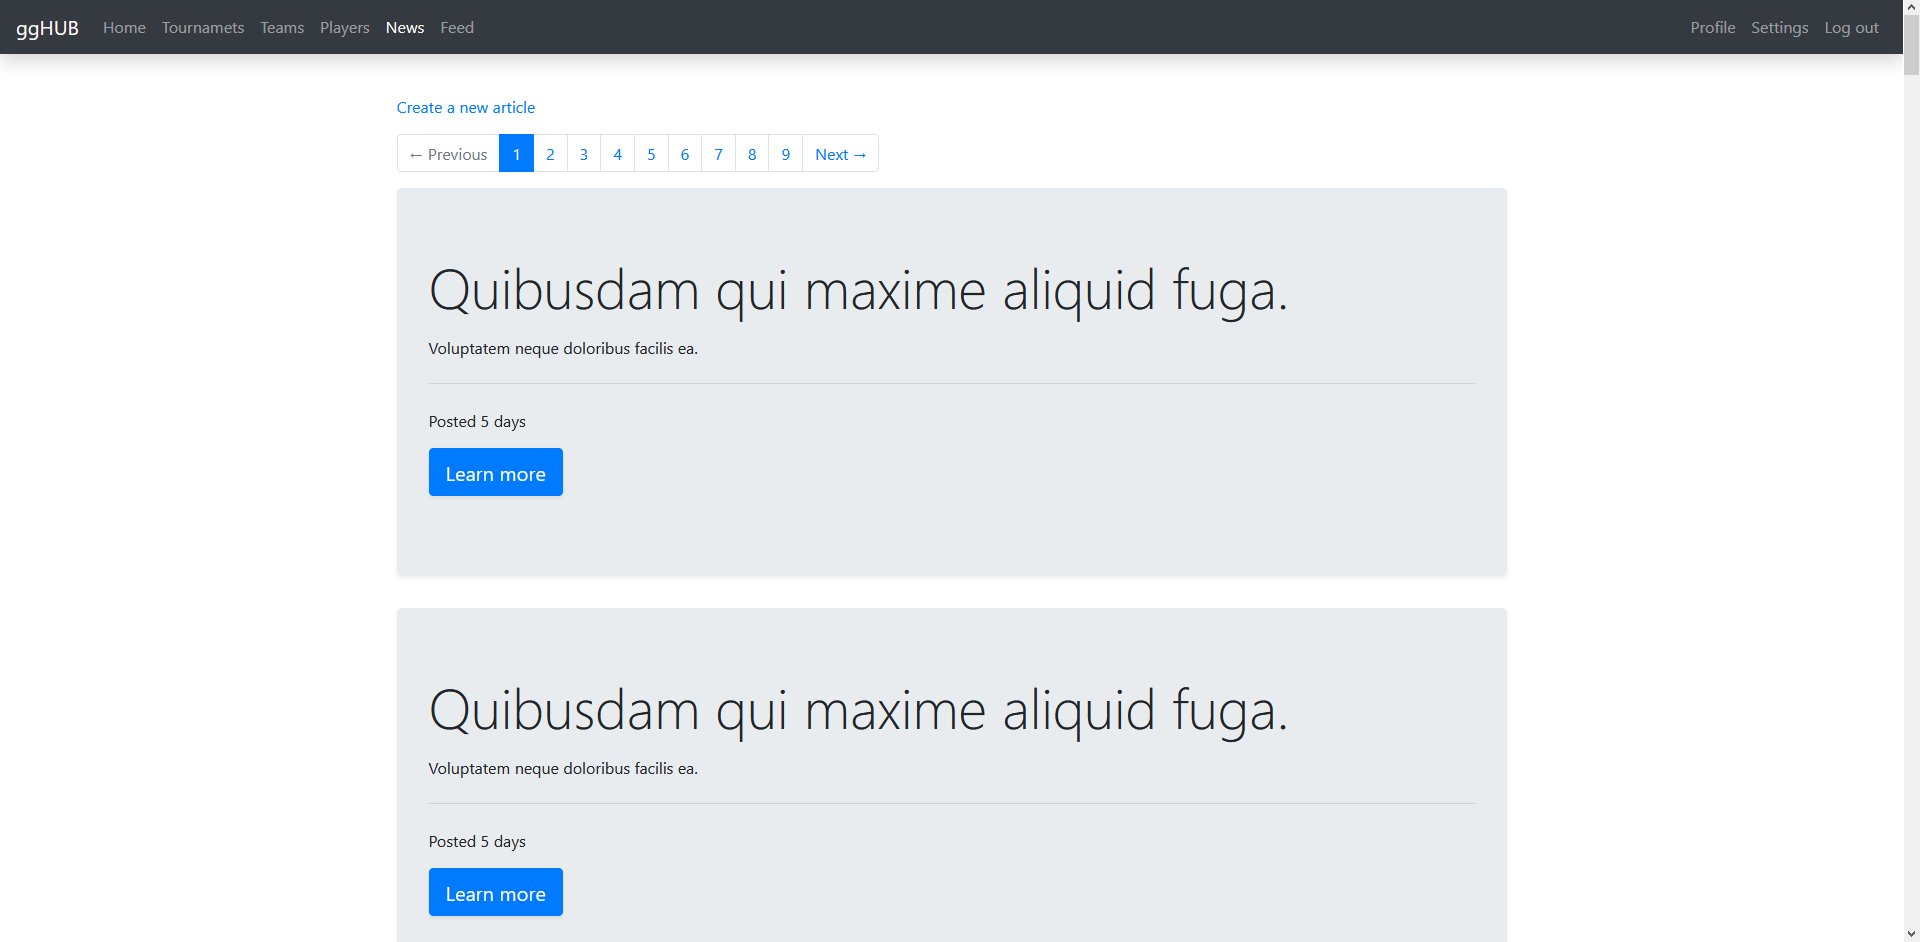 ggHUB Home Tournamets Teams Players News Feed Profile Settings Log out
Create a new article
← Previous 1 2 3 4 5 6 7 8 9 Next →
Quibusdam qui maxime aliquid fuga.
Voluptatem neque doloribus facilis ea.
Posted 5 days
Learn more
Quibusdam qui maxime aliquid fuga.
Voluptatem neque doloribus facilis ea.
Posted 5 days
Learn more